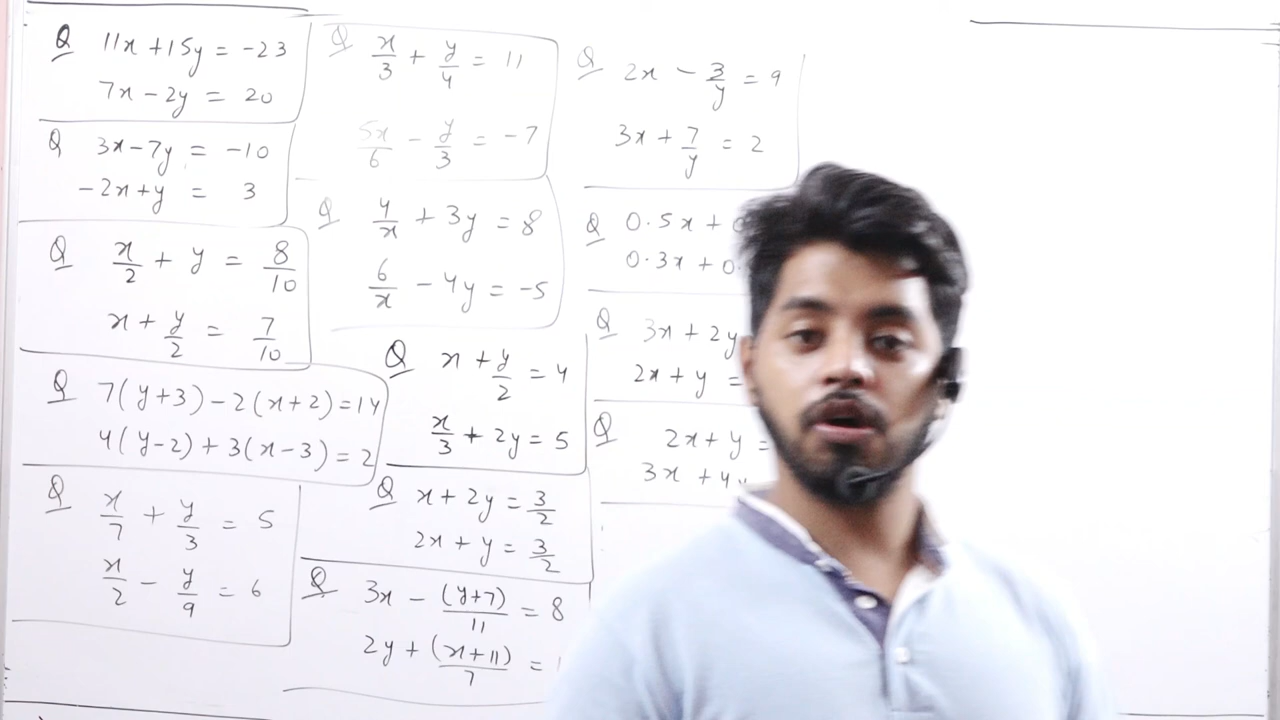 Q 11x + 15y = -23
7x - 2y = 20
Q 3x - 7y = -10
-2x + y = 3
Q x/2 + y = 8/10
x + y/2 = 7/10
Q 7(y+3) - 2(x+2) = 14
4(y-2) + 3(x-3) = 2
Q x/7 + y/3 = 5
x/2 - y/9 = 6
Q x/3 + y/4 = 11
5x/6 - y/3 = -7
Q 4/x + 3y = 8
6/x - 4y = -5
Q x + y/2 = 4
x/3 + 2y = 5
Q x + 2y = 3/2
2x + y = 3/2
Q 3x - (y+7)/11 = 8
2y + (x+11)/7 =
Q 2x - 3/y = 9
3x + 7/y = 2
Q 0.5x +
0.3x + 0.
Q 3x + 2y
2x + y =
Q 2x + y =
3x + 4y